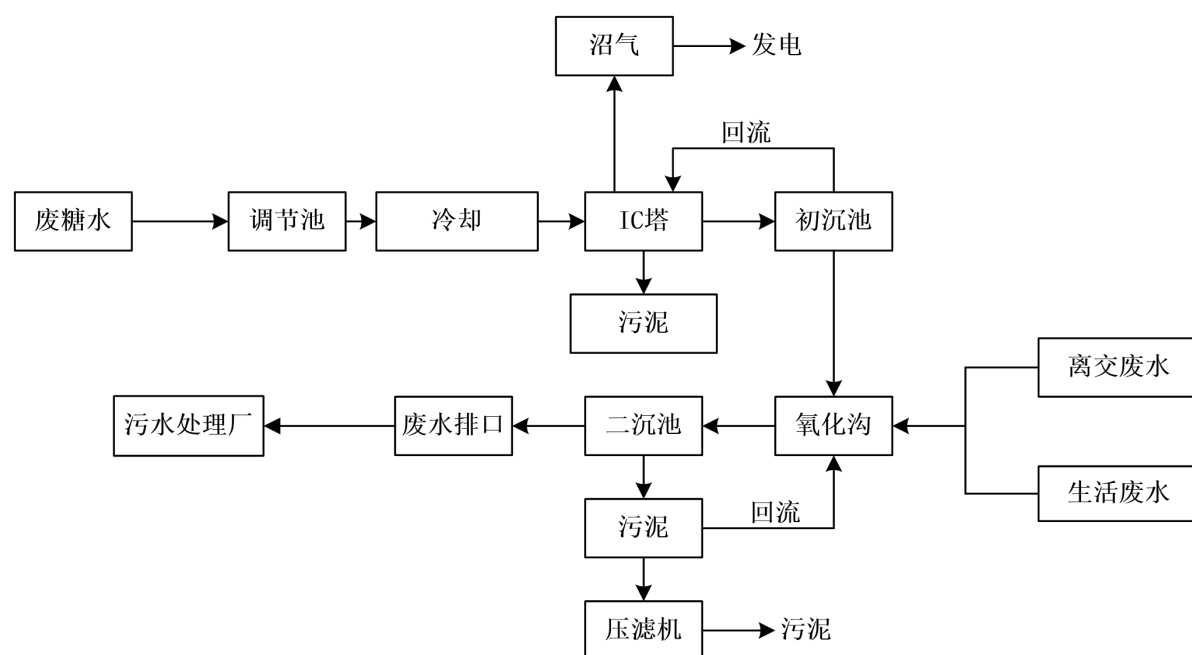 沼气
发电
回流
废糖水
调节池
冷却
IC塔
初沉池
污泥
离交废水
污水处理厂
废水排口
二沉池
氧化沟
生活废水
污泥
回流
压滤机
污泥